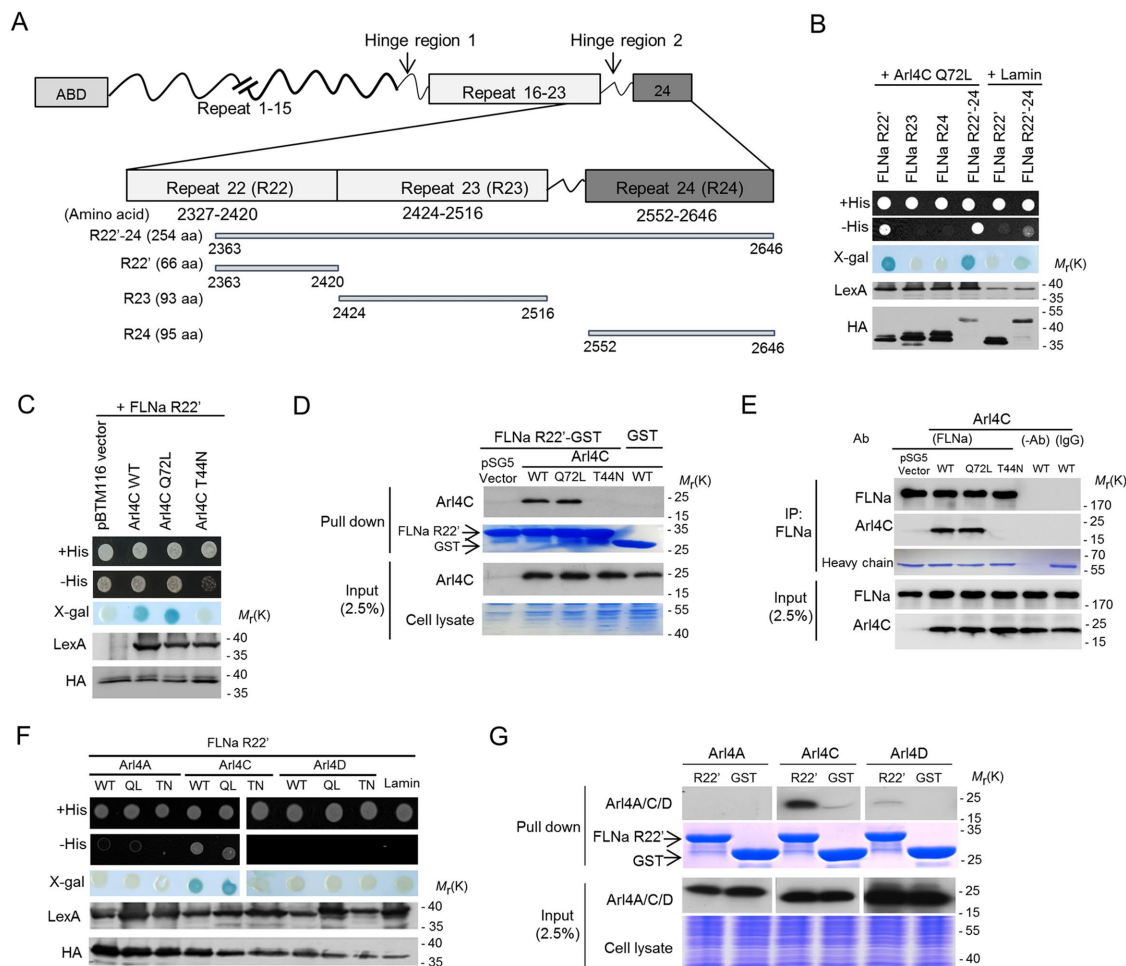 A
Hinge region 1
Hinge region 2
ABD
Repeat 1-15
Repeat 16-23
24
Repeat 22 (R22)
Repeat 23 (R23)
Repeat 24 (R24)
(Amino acid)
2327-2420
2424-2516
2552-2646
R22'-24 (254 aa)
2363
2646
R22' (66 aa)
2363
2420
R23 (93 aa)
2424
2516
R24 (95 aa)
2552
2646
B
+ Arl4C Q72L
+ Lamin
FLNa R22'
FLNa R23
FLNa R24
FLNa R22'-24
FLNa R22'
FLNa R22'-24
+His
-His
X-gal
Mr(K)
LexA
- 40
- 35
HA
- 55
- 40
- 35
C
+ FLNa R22'
pBTM116 vector
Arl4C WT
Arl4C Q72L
Arl4C T44N
+His
-His
X-gal
Mr(K)
LexA
- 40
- 35
HA
- 40
- 35
D
FLNa R22'-GST
GST
pSG5
Vector
Arl4C
WT Q72L T44N WT
Mr(K)
Pull down
Arl4C
- 25
- 15
FLNa R22'
GST
- 35
- 25
Input
(2.5%)
Arl4C
- 25
- 15
Cell lysate
- 55
- 40
E
Arl4C
Ab
(FLNa)
(-Ab)
(IgG)
pSG5
Vector
WT Q72L T44N WT WT
Mr(K)
IP:
FLNa
FLNa
- 170
Arl4C
- 25
- 15
Heavy chain
- 70
- 55
Input
(2.5%)
FLNa
- 170
Arl4C
- 25
- 15
F
FLNa R22'
Arl4A
Arl4C
Arl4D
WT QL TN WT QL TN WT QL TN Lamin
+His
-His
X-gal
Mr(K)
LexA
- 40
- 35
HA
- 40
- 35
G
Arl4A
Arl4C
Arl4D
R22' GST R22' GST R22' GST
Mr(K)
Pull down
Arl4A/C/D
- 25
- 15
FLNa R22'
GST
- 35
- 25
Input
(2.5%)
Arl4A/C/D
- 25
- 15
Cell lysate
- 55
- 40